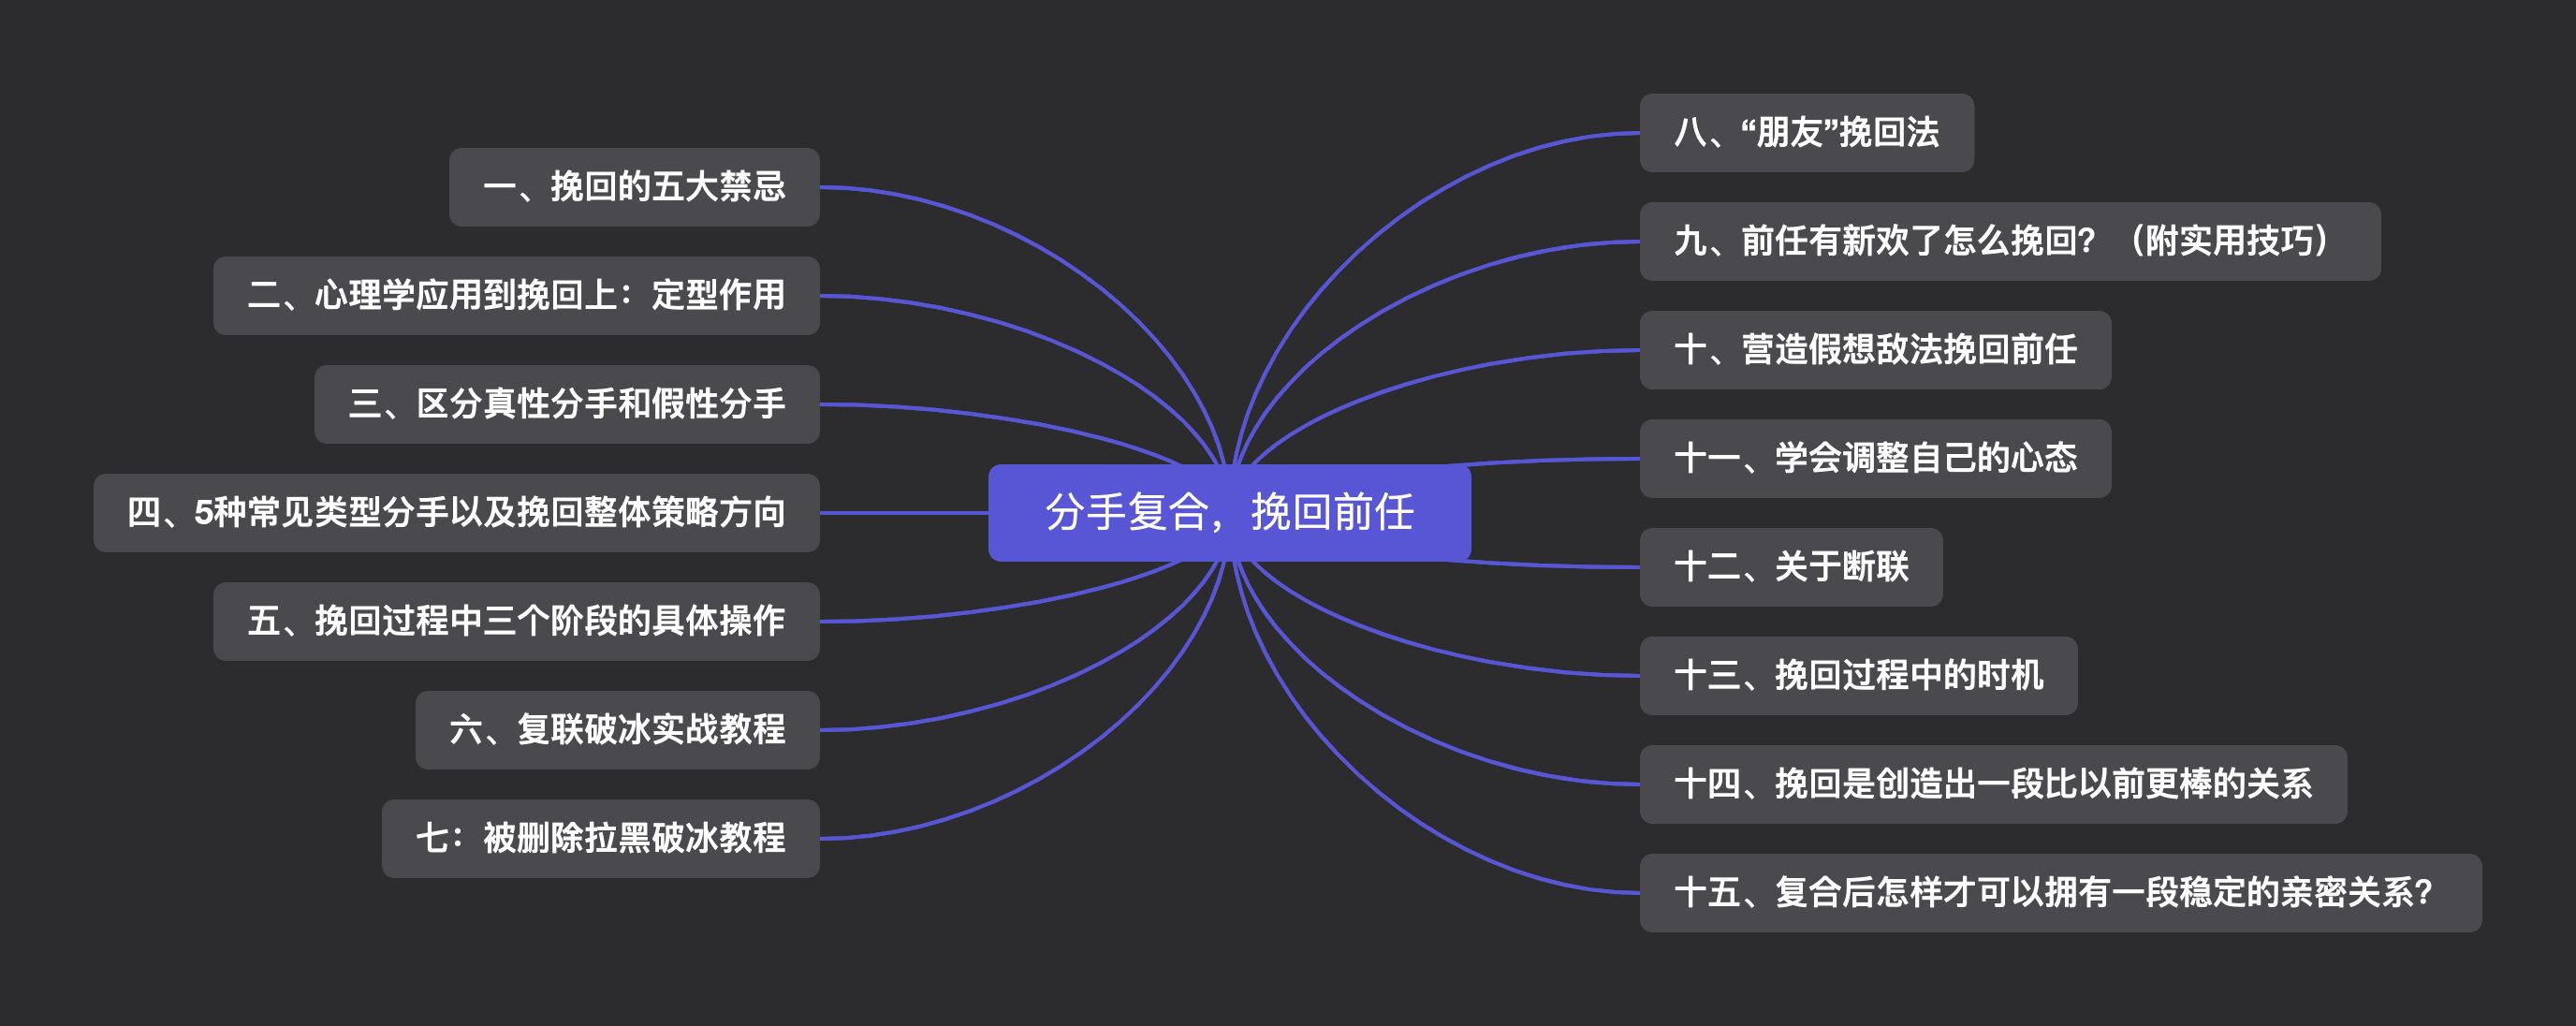 分手复合，挽回前任
一、挽回的五大禁忌
二、心理学应用到挽回上：定型作用
三、区分真性分手和假性分手
四、5种常见类型分手以及挽回整体策略方向
五、挽回过程中三个阶段的具体操作
六、复联破冰实战教程
七：被删除拉黑破冰教程
八、“朋友”挽回法
九、前任有新欢了怎么挽回？（附实用技巧）
十、营造假想敌法挽回前任
十一、学会调整自己的心态
十二、关于断联
十三、挽回过程中的时机
十四、挽回是创造出一段比以前更棒的关系
十五、复合后怎样才可以拥有一段稳定的亲密关系？